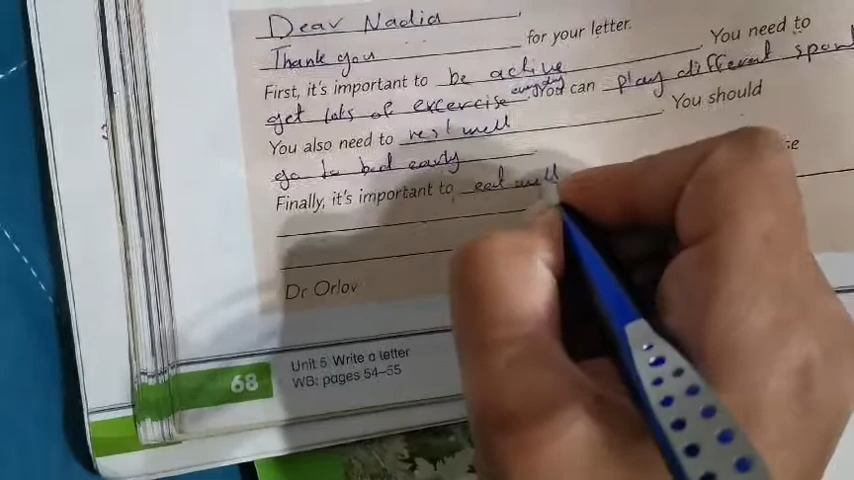 Dear Nadia
Thank you for your letter.
First, it's important to be active You need to
get lots of excercise everyday You can play different sport
You also need to rest well You should
go to bed early
Finally, it's important to eat well
Dr Orlov
68 Unit 5 Write a letter
WB: pages 54–55